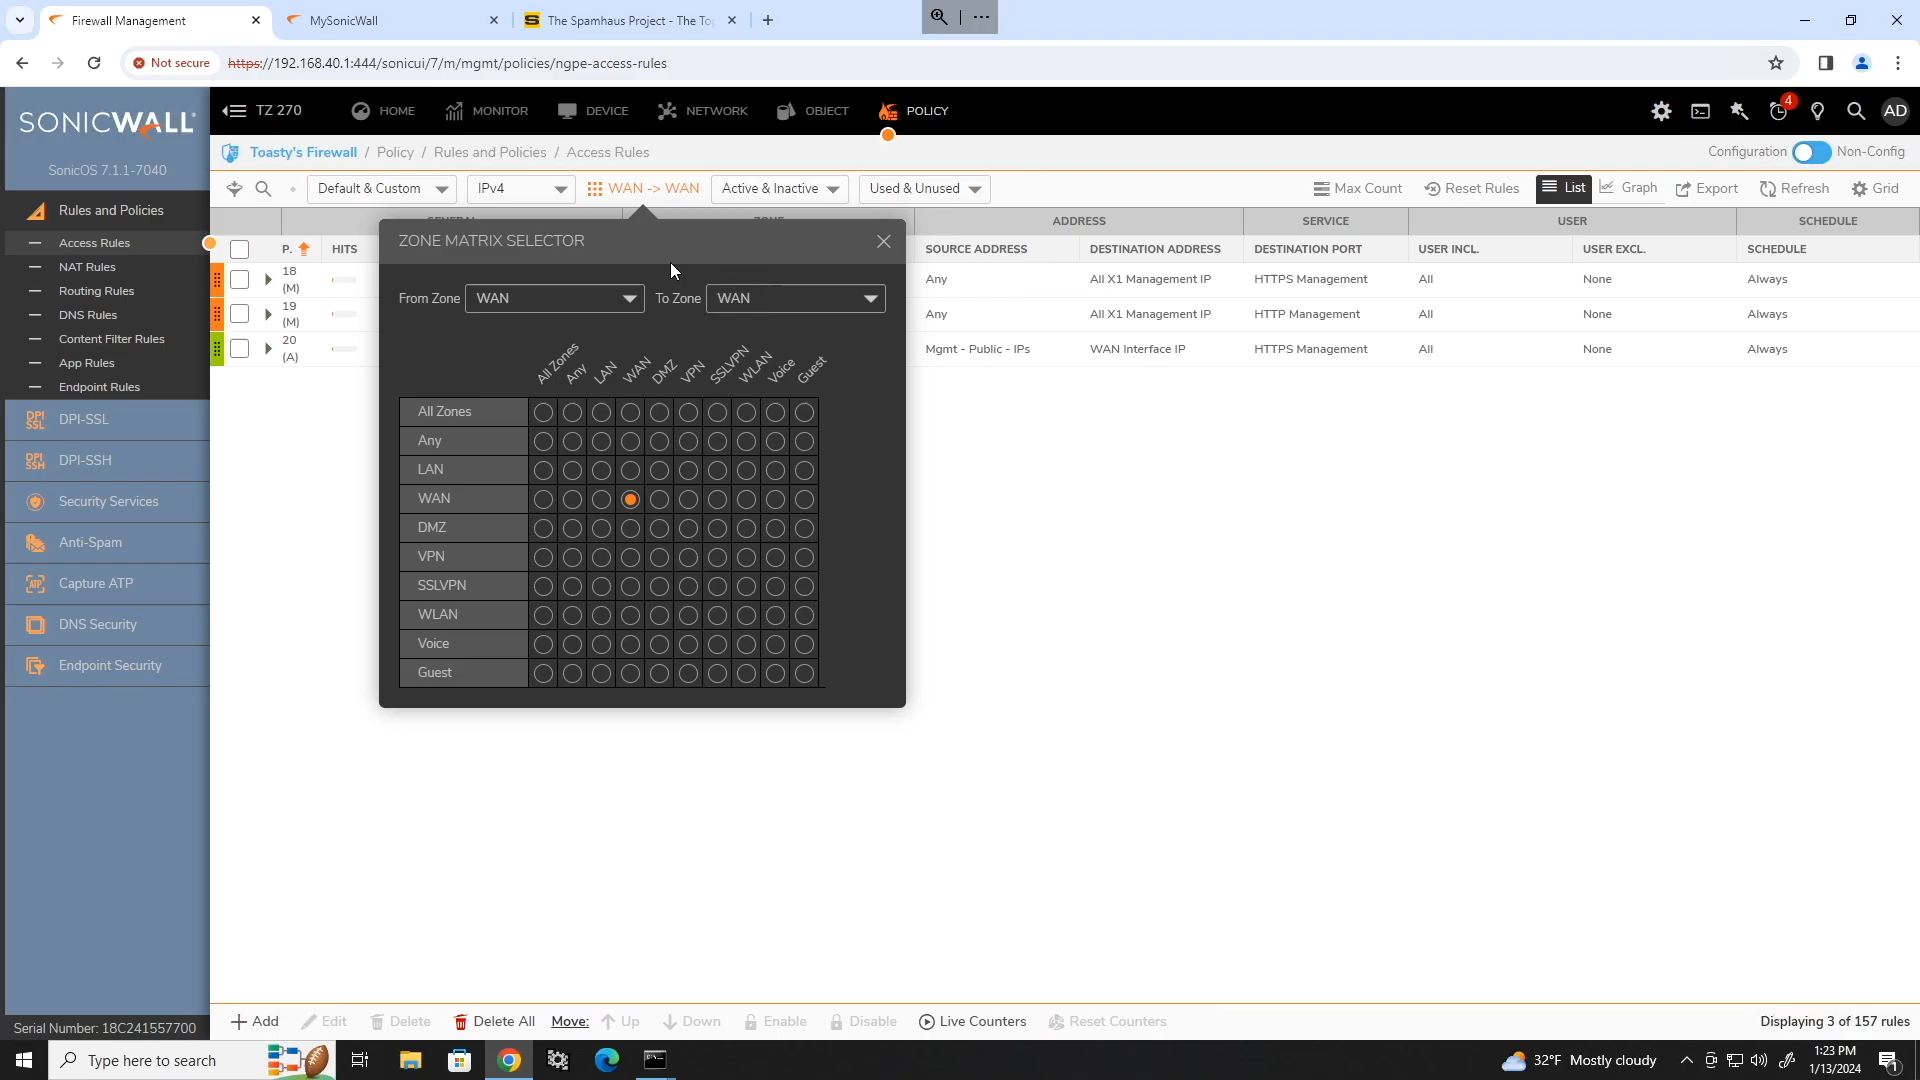 Firewall Management
MySonicWall
The Spamhaus Project - The To
Not secure
https://192.168.40.1:444/sonicui/7/m/mgmt/policies/ngpe-access-rules
SONICWALL
SonicOS 7.1.1-7040
TZ 270
HOME
MONITOR
DEVICE
NETWORK
OBJECT
POLICY
4
AD
Toasty's Firewall / Policy / Rules and Policies / Access Rules
Configuration
Non-Config
Default & Custom
IPv4
WAN -> WAN
Active & Inactive
Used & Unused
Max Count
Reset Rules
List
Graph
Export
Refresh
Grid
Rules and Policies
Access Rules
NAT Rules
Routing Rules
DNS Rules
Content Filter Rules
App Rules
Endpoint Rules
DPI SSL DPI-SSL
DPI SSH DPI-SSH
Security Services
Anti-Spam
ATP Capture ATP
DNS Security
Endpoint Security
Serial Number: 18C241557700
GENERAL
ZONE
ADDRESS
SERVICE
USER
SCHEDULE
P.
HITS
SOURCE ADDRESS
DESTINATION ADDRESS
DESTINATION PORT
USER INCL.
USER EXCL.
SCHEDULE
18 (M)
Any
All X1 Management IP
HTTPS Management
All
None
Always
19 (M)
Any
All X1 Management IP
HTTP Management
All
None
Always
20 (A)
Mgmt - Public - IPs
WAN Interface IP
HTTPS Management
All
None
Always
ZONE MATRIX SELECTOR
From Zone
WAN
To Zone
WAN
All Zones
Any
LAN
WAN
DMZ
VPN
SSLVPN
WLAN
Voice
Guest
All Zones
Any
LAN
WAN
DMZ
VPN
SSLVPN
WLAN
Voice
Guest
Add
Edit
Delete
Delete All
Move:
Up
Down
Enable
Disable
Live Counters
Reset Counters
Displaying 3 of 157 rules
Type here to search
32°F Mostly cloudy
1:23 PM
1/13/2024
1